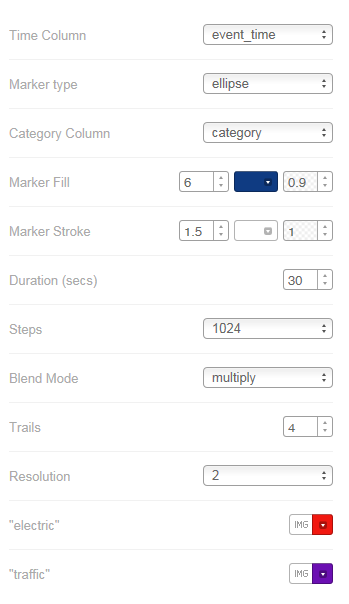 Time Column event_time
Marker type ellipse
Category Column category
Marker Fill 6 0.9
Marker Stroke 1.5 1
Duration (secs) 30
Steps 1024
Blend Mode multiply
Trails 4
Resolution 2
"electric" IMG
"traffic" IMG